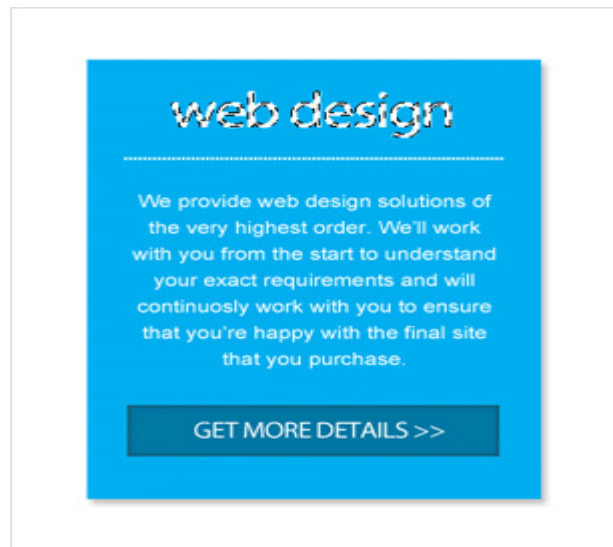 web design
We provide web design solutions of
the very highest order. We'll work
with you from the start to understand
your exact requirements and will
continuosly work with you to ensure
that you're happy with the final site
that you purchase.
GET MORE DETAILS >>